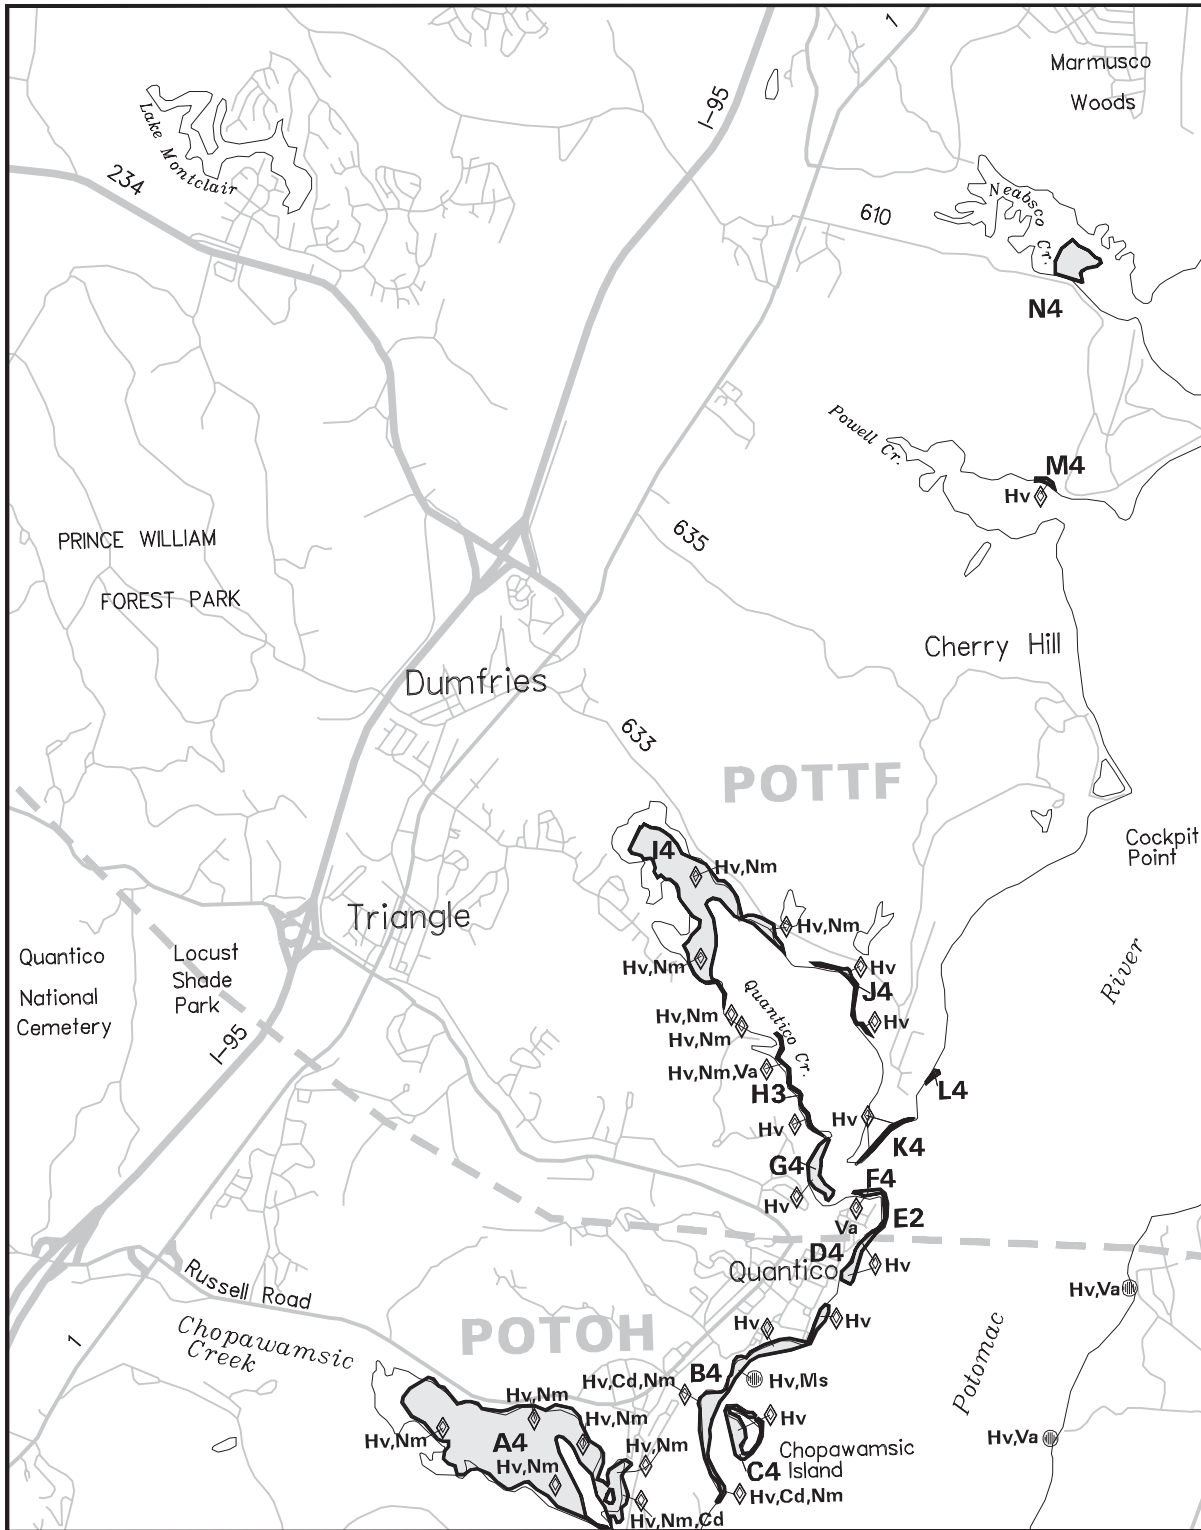 1
Marmusco
Woods
I-95
Lake Montclair
234
Neabsco Cr.
610
N4
Powell Cr.
M4
Hv
635
PRINCE WILLIAM
FOREST PARK
Cherry Hill
Dumfries
633
POTTF
Cockpit
Point
I4
Hv,Nm
Triangle
Hv,Nm
Quantico
National
Cemetery
Locust
Shade
Park
Hv,Nm
Hv
J4
River
Quantico Cr.
Hv,Nm
Hv
Hv,Nm
I-95
Hv,Nm,Va
H3
L4
Hv
Hv
K4
G4
F4
Hv
Va
E2
D4
Quantico
Hv
Russell Road
Hv,Va
Chopawamsic
Creek
1
POTOH
Hv
Hv
Potomac
B4
Hv,Cd,Nm
Hv,Ms
Hv,Nm
Hv,Nm
Hv
Hv,Nm
A4
Hv,Nm
Hv,Va
Chopawamsic
Island
C4
Hv,Nm
Hv,Cd,Nm
Hv,Nm,Cd